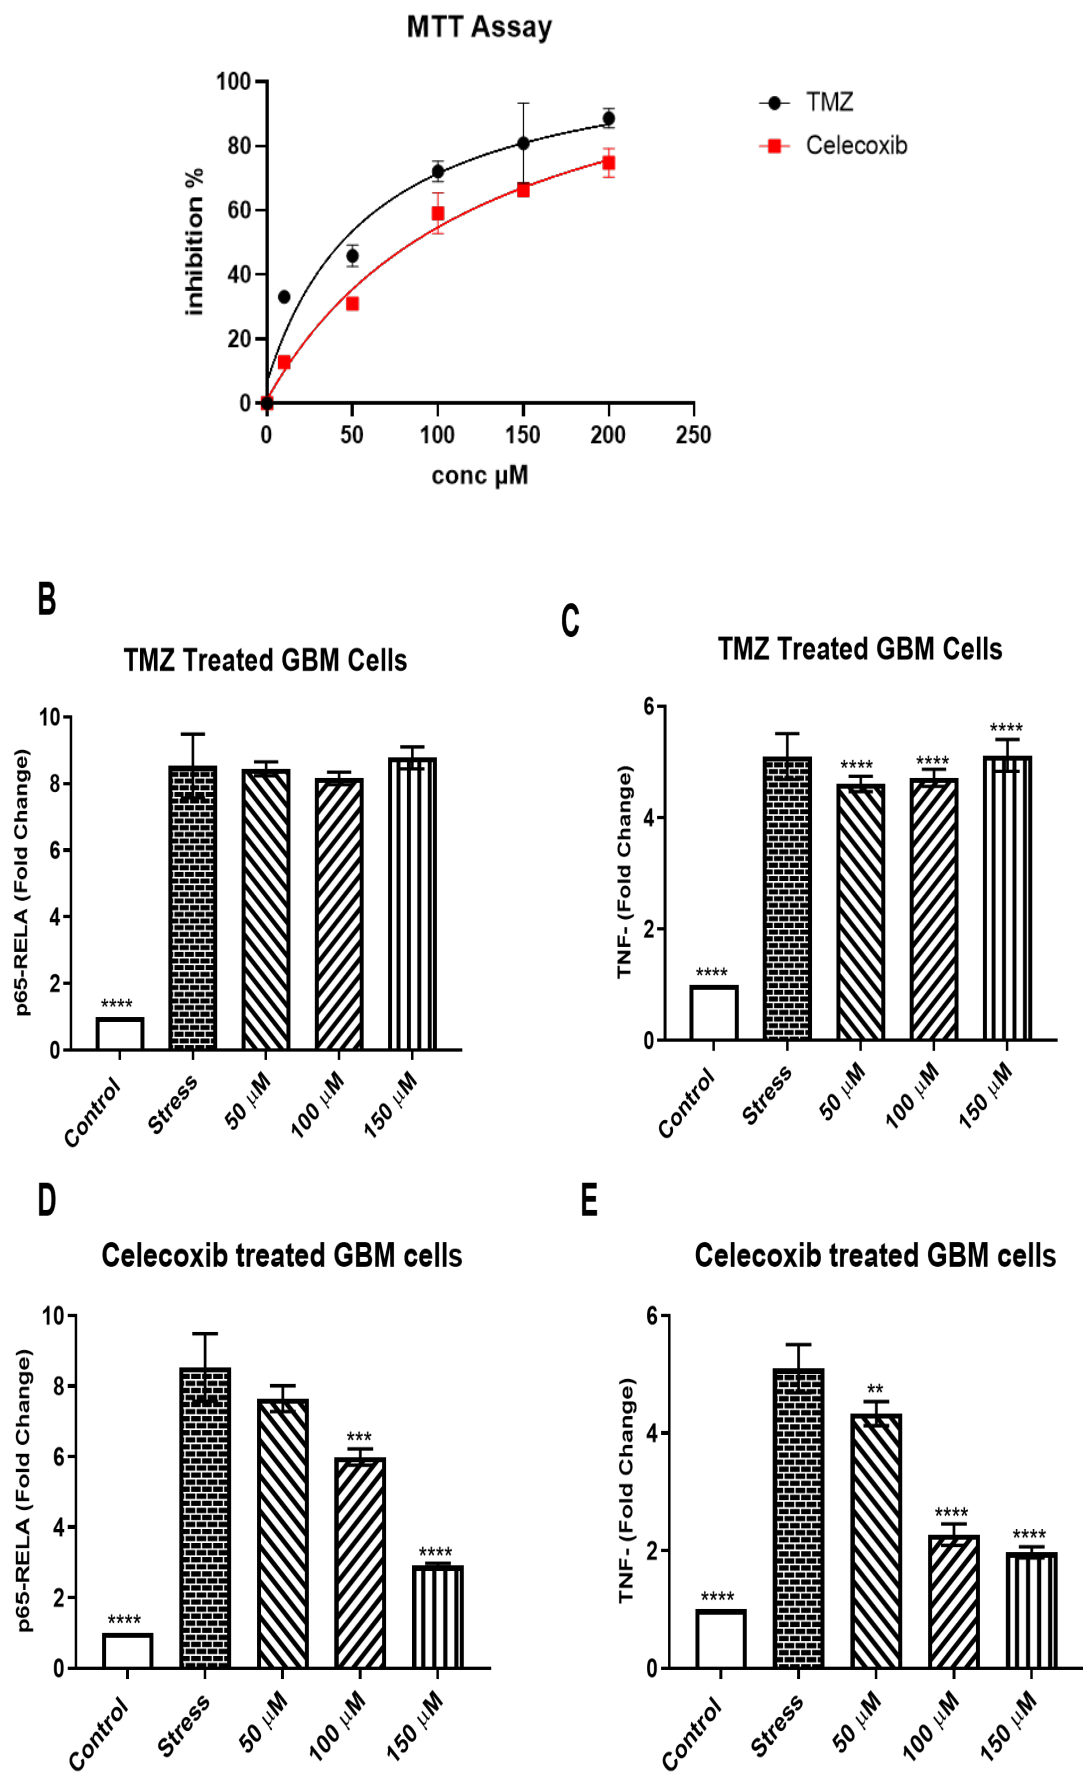 MTT Assay
100
80
60
40
20
0
inhibition %
0 50 100 150 200 250
conc µM
TMZ
Celecoxib
B
TMZ Treated GBM Cells
p65-RELA (Fold Change)
10
8
6
4
2
0
****
Control Stress 50 µM 100 µM 150 µM
C
TMZ Treated GBM Cells
TNF- (Fold Change)
6
4
2
0
**** **** **** ****
Control Stress 50 µM 100 µM 150 µM
D
Celecoxib treated GBM cells
p65-RELA (Fold Change)
10
8
6
4
2
0
**** *** ****
Control Stress 50 µM 100 µM 150 µM
E
Celecoxib treated GBM cells
TNF- (Fold Change)
6
4
2
0
**** ** **** ****
Control Stress 50 µM 100 µM 150 µM